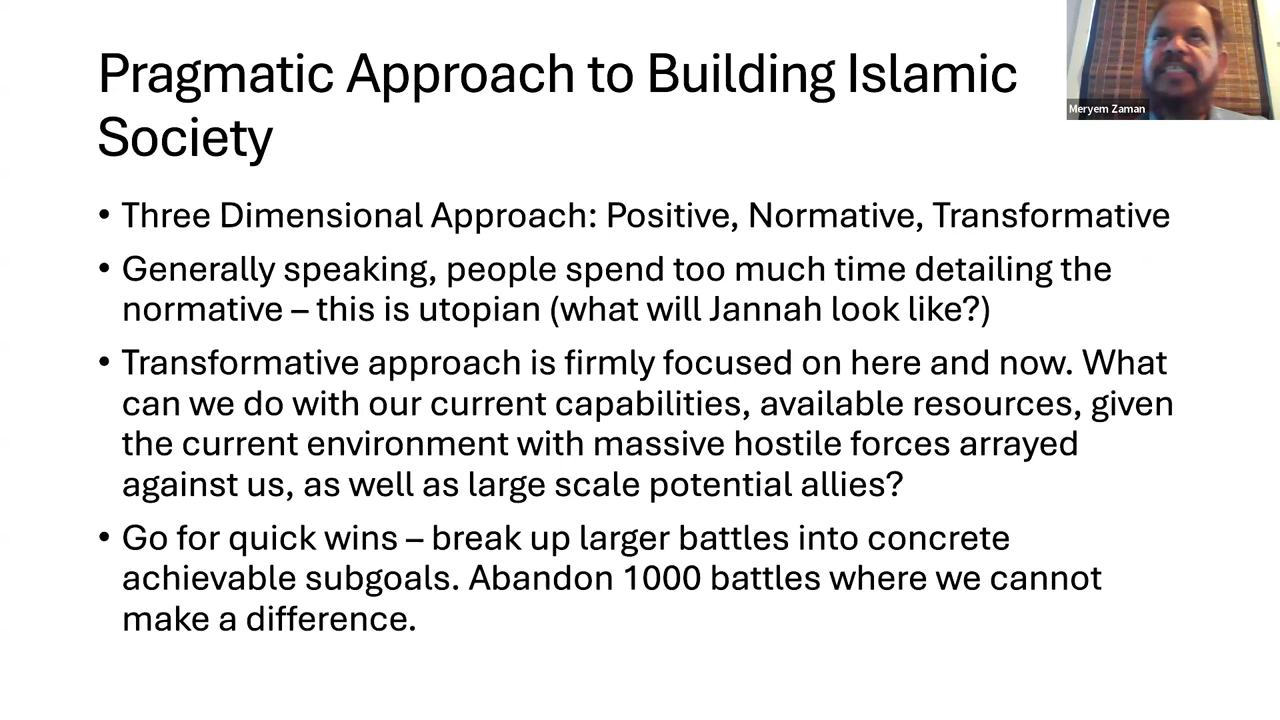 Pragmatic Approach to Building Islamic
Society
Meryem Zaman
• Three Dimensional Approach: Positive, Normative, Transformative
• Generally speaking, people spend too much time detailing the
normative – this is utopian (what will Jannah look like?)
• Transformative approach is firmly focused on here and now. What
can we do with our current capabilities, available resources, given
the current environment with massive hostile forces arrayed
against us, as well as large scale potential allies?
• Go for quick wins – break up larger battles into concrete
achievable subgoals. Abandon 1000 battles where we cannot
make a difference.